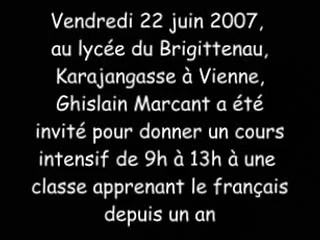 Vendredi 22 juin 2007,
au lycée du Brigittenau,
Karajangasse à Vienne,
Ghislain Marcant a été
invité pour donner un cours
intensif de 9h à 13h à une
classe apprenant le français
depuis un an